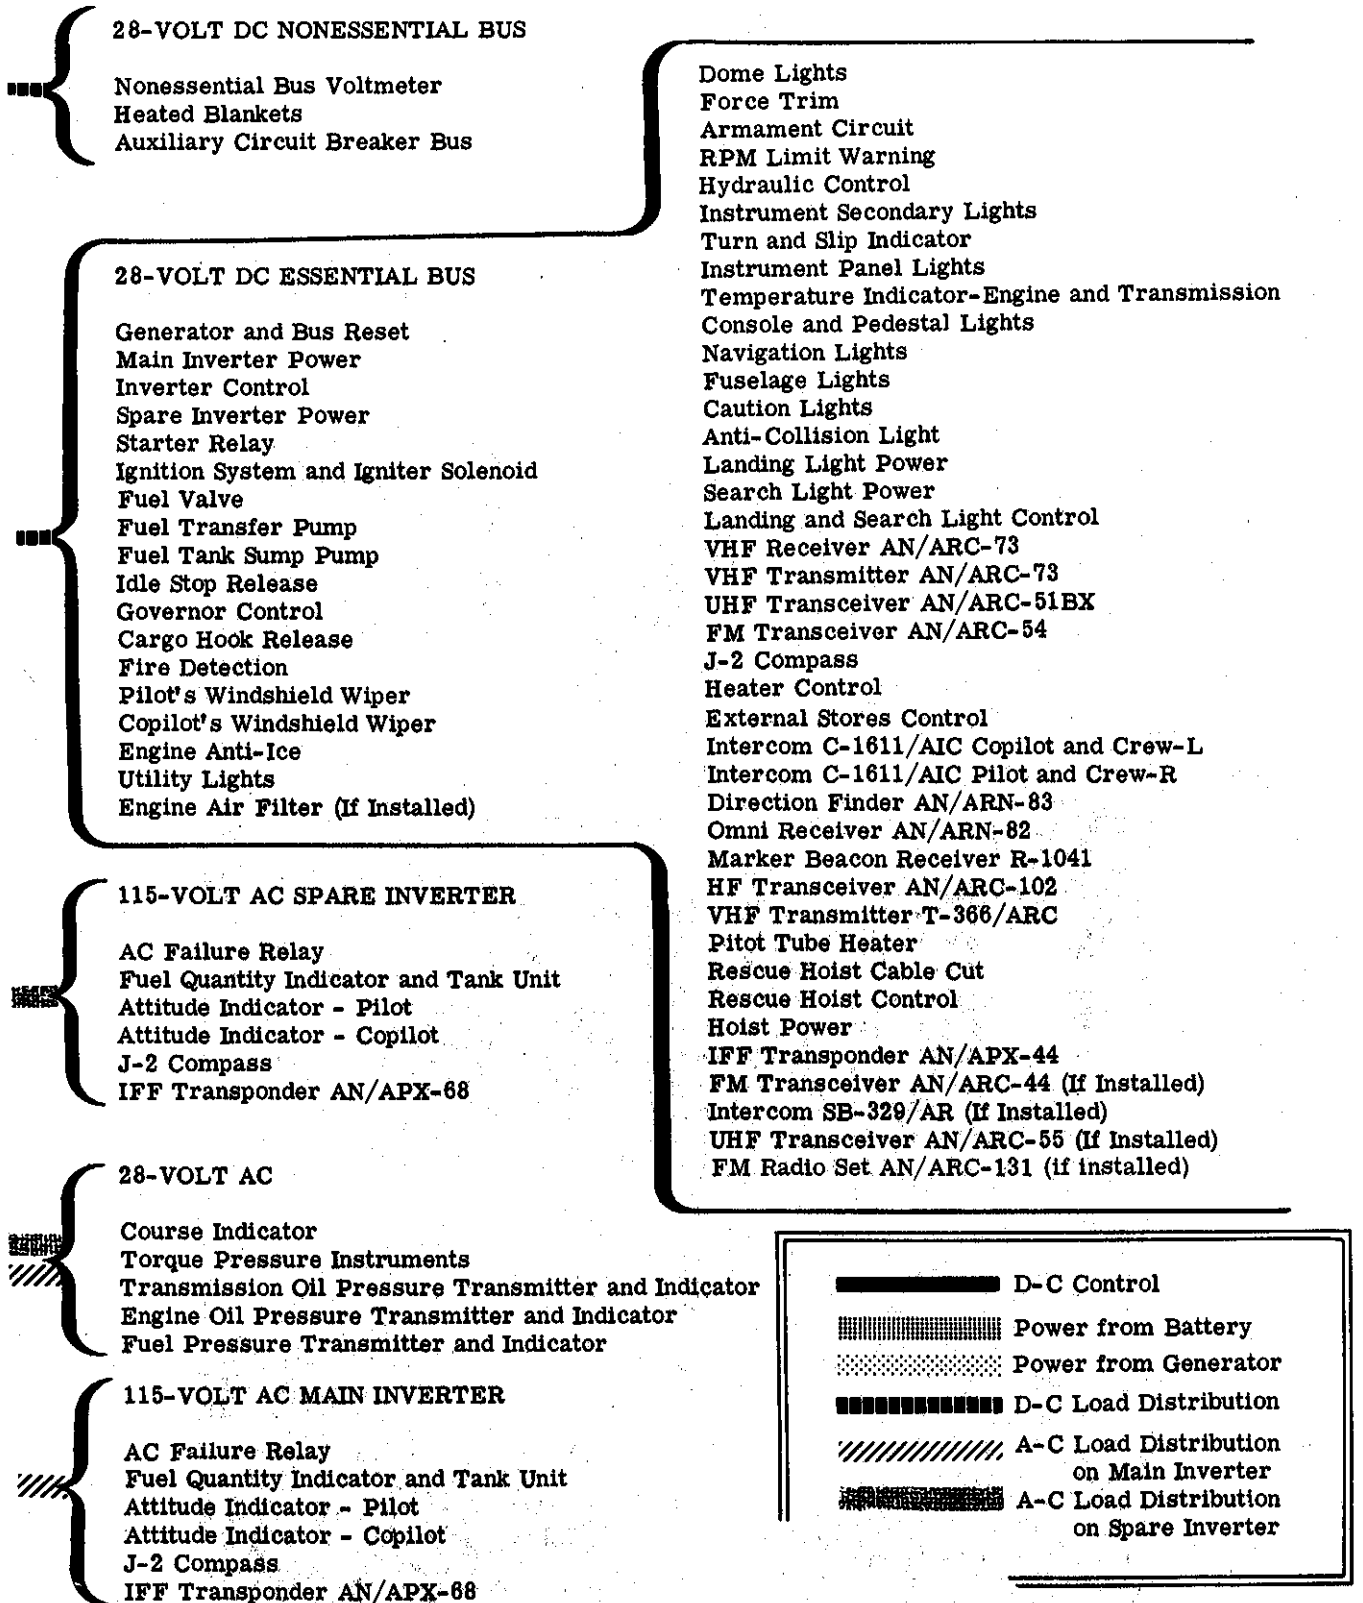 28-VOLT DC NONESSENTIAL BUS
Nonessential Bus Voltmeter
Heated Blankets
Auxiliary Circuit Breaker Bus
28-VOLT DC ESSENTIAL BUS
Generator and Bus Reset
Main Inverter Power
Inverter Control
Spare Inverter Power
Starter Relay
Ignition System and Igniter Solenoid
Fuel Valve
Fuel Transfer Pump
Fuel Tank Sump Pump
Idle Stop Release
Governor Control
Cargo Hook Release
Fire Detection
Pilot's Windshield Wiper
Copilot's Windshield Wiper
Engine Anti-Ice
Utility Lights
Engine Air Filter (If Installed)
Dome Lights
Force Trim
Armament Circuit
RPM Limit Warning
Hydraulic Control
Instrument Secondary Lights
Turn and Slip Indicator
Instrument Panel Lights
Temperature Indicator-Engine and Transmission
Console and Pedestal Lights
Navigation Lights
Fuselage Lights
Caution Lights
Anti-Collision Light
Landing Light Power
Search Light Power
Landing and Search Light Control
VHF Receiver AN/ARC-73
VHF Transmitter AN/ARC-73
UHF Transceiver AN/ARC-51BX
FM Transceiver AN/ARC-54
J-2 Compass
Heater Control
External Stores Control
Intercom C-1611/AIC Copilot and Crew-L
Intercom C-1611/AIC Pilot and Crew-R
Direction Finder AN/ARN-83
Omni Receiver AN/ARN-82
Marker Beacon Receiver R-1041
HF Transceiver AN/ARC-102
VHF Transmitter T-366/ARC
Pitot Tube Heater
Rescue Hoist Cable Cut
Rescue Hoist Control
Hoist Power
IFF Transponder AN/APX-44
FM Transceiver AN/ARC-44 (If Installed)
Intercom SB-329/AR (If Installed)
UHF Transceiver AN/ARC-55 (If Installed)
FM Radio Set AN/ARC-131 (if installed)
115-VOLT AC SPARE INVERTER
AC Failure Relay
Fuel Quantity Indicator and Tank Unit
Attitude Indicator - Pilot
Attitude Indicator - Copilot
J-2 Compass
IFF Transponder AN/APX-68
28-VOLT AC
Course Indicator
Torque Pressure Instruments
Transmission Oil Pressure Transmitter and Indicator
Engine Oil Pressure Transmitter and Indicator
Fuel Pressure Transmitter and Indicator
115-VOLT AC MAIN INVERTER
AC Failure Relay
Fuel Quantity Indicator and Tank Unit
Attitude Indicator - Pilot
Attitude Indicator - Copilot
J-2 Compass
IFF Transponder AN/APX-68
D-C Control
Power from Battery
Power from Generator
D-C Load Distribution
A-C Load Distribution
on Main Inverter
A-C Load Distribution
on Spare Inverter